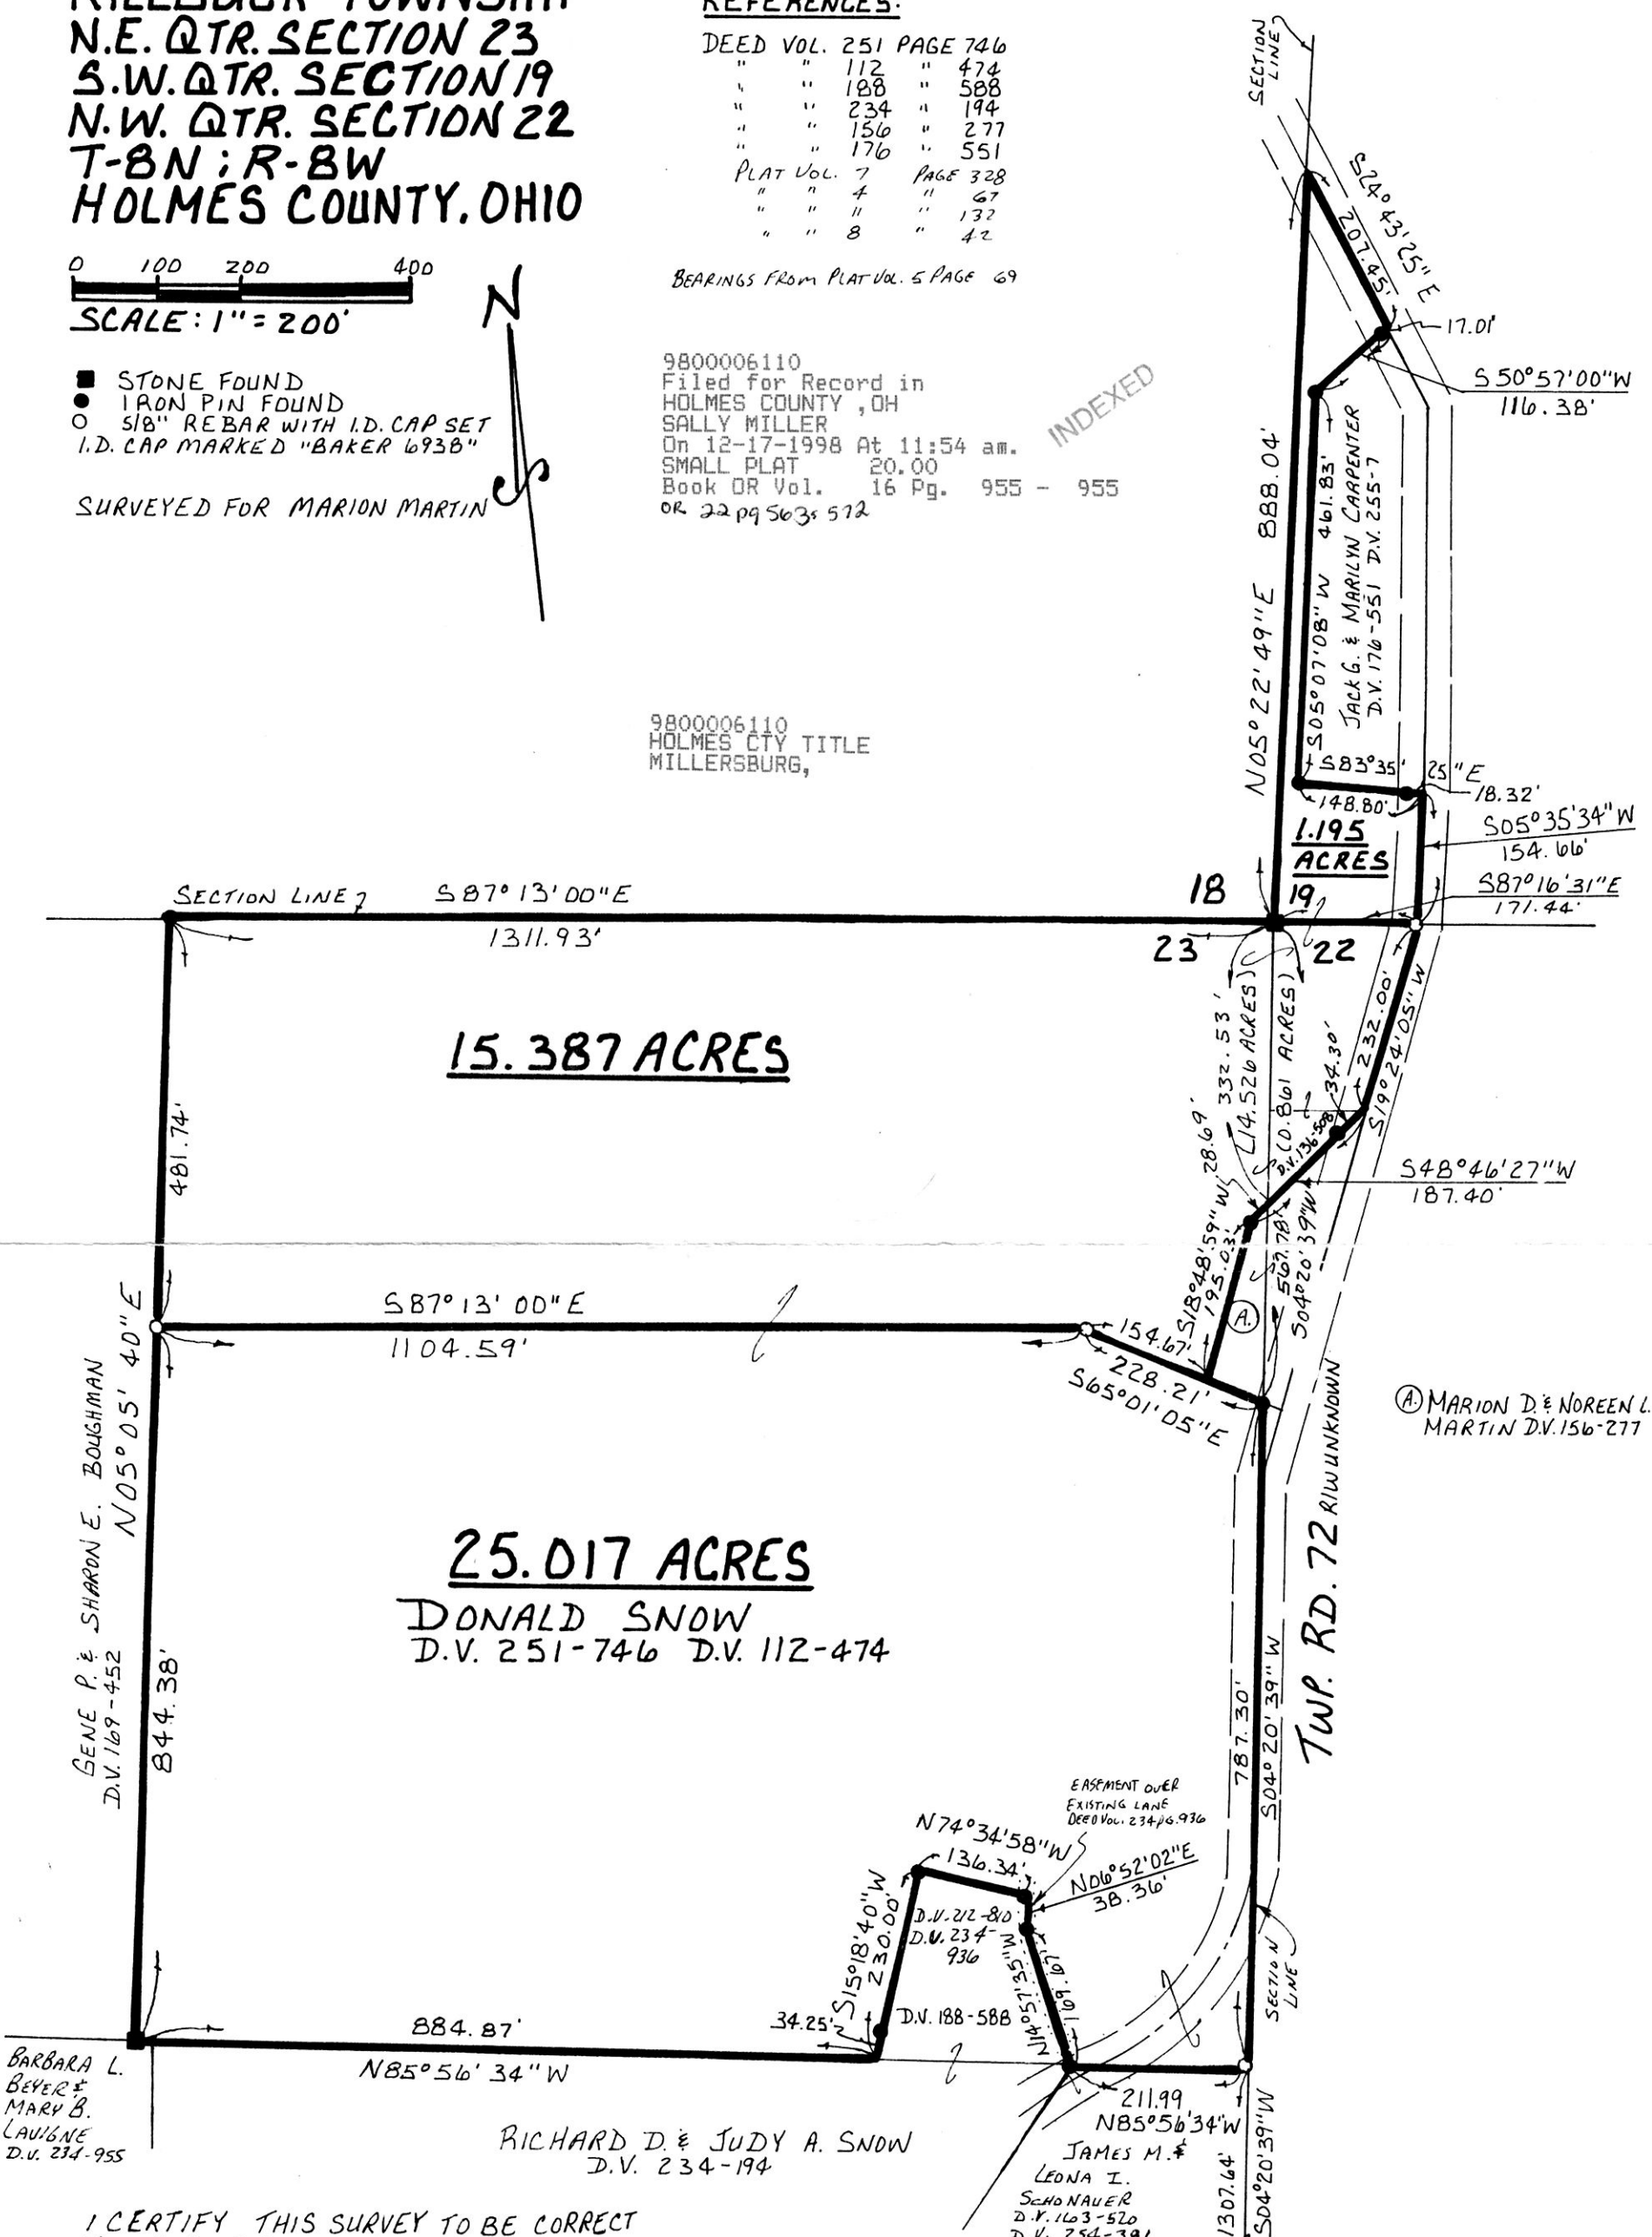 KILLBUCK TOWNSHIP
N.E. QTR. SECTION 23
S.W. QTR. SECTION 19
N.W. QTR. SECTION 22
T-8N ; R-8W
HOLMES COUNTY, OHIO
0 100 200 400
SCALE: 1" = 200'
STONE FOUND
IRON PIN FOUND
5/8" REBAR WITH I.D. CAP SET
I.D. CAP MARKED "BAKER 6938"
SURVEYED FOR MARION MARTIN
N
S
REFERENCES:
DEED VOL. 251 PAGE 746
" " 112 " 474
" " 188 " 588
" " 234 " 194
" " 156 " 277
" " 176 " 551
PLAT VOL. 7 PAGE 328
" " 4 " 67
" " 11 " 132
" " 8 " 42
BEARINGS FROM PLAT VOL. 5 PAGE 69
9800006110
Filed for Record in
HOLMES COUNTY ,OH
SALLY MILLER
On 12-17-1998 At 11:54 am.
SMALL PLAT 20.00
Book OR Vol. 16 Pg. 955 - 955
OR 22 pg 563; 572
INDEXED
9800006110
HOLMES CTY TITLE
MILLERSBURG,
SECTION
LINE
S24°43'25"E
207.45'
17.01'
S50°57'00"W
116.38'
N05°22'49"E 888.04'
S05°07'08"W 461.83'
JACK G. & MARILYN CARPENTER
D.V. 176-551 D.V. 255-7
S83°35'25"E
18.32'
148.80'
1.195
ACRES
S05°35'34"W
154.66'
S87°16'31"E
171.44'
18 19
23 22
SECTION LINE
S87°13'00"E
1311.93'
15.387 ACRES
481.74'
332.53'
(14.526 ACRES)
(0.861 ACRES)
232.00'
S19°24'05"W
34.30'
D.V. 136-508
S48°46'27"W
187.40'
28.69'
S18°48'59"W
195.03'
567.78'
S04°20'39"W
A.
S87°13'00"E
1104.59'
154.67'
228.21'
S65°01'05"E
A. MARION D. & NOREEN L.
MARTIN D.V. 156-277
GENE P. & SHARON E. BOUGHMAN
D.V. 169-452
N05°05'40"E
844.38'
25.017 ACRES
DONALD SNOW
D.V. 251-746 D.V. 112-474
TWP. RD. 72 R/W UNKNOWN
787.30'
S04°20'39"W
SECTION
LINE
EASEMENT OVER
EXISTING LANE
DEED VOL. 234 PG. 936
N74°34'58"W
136.34'
N06°52'02"E
38.36'
S15°18'40"W
230.00'
D.V. 212-810
D.V. 234-
936
N14°57'35"W
169.67'
34.25'
D.V. 188-588
884.87'
N85°56'34"W
211.99
N85°56'34"W
BARBARA L.
BEYER &
MARY B.
LAVIGNE
D.V. 234-955
RICHARD D. & JUDY A. SNOW
D.V. 234-194
JAMES M. &
LEONA I.
SCHONAUER
D.V. 163-520
D.V. 254-381
1307.64'
S04°20'39"W
I CERTIFY THIS SURVEY TO BE CORRECT